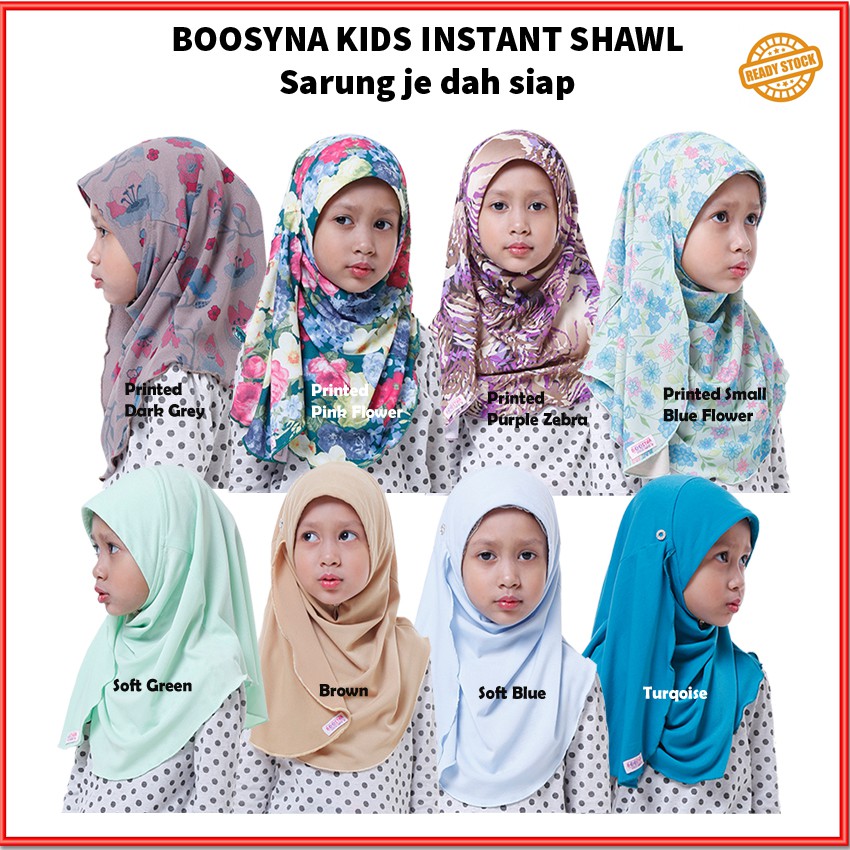 BOOSYNA KIDS INSTANT SHAWL
Sarung je dah siap
READY STOCK
Printed
Dark Grey
Printed
Pink Flower
Printed
Purple Zebra
Printed Small
Blue Flower
Soft Green
Brown
Soft Blue
Turqoise